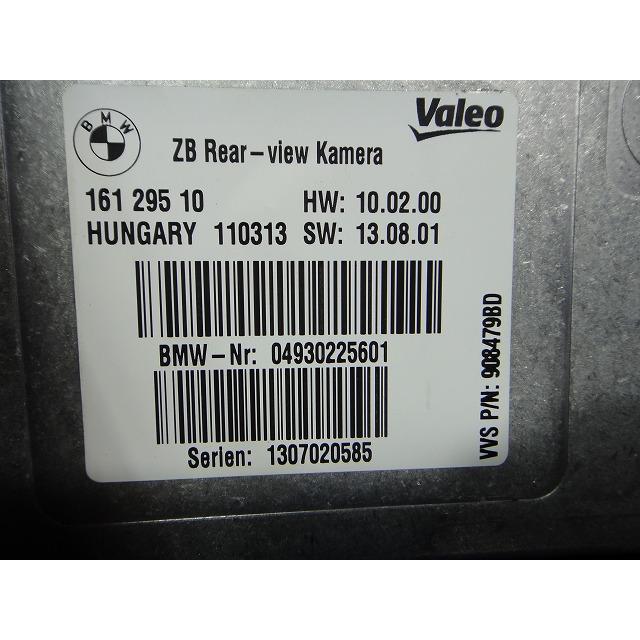 BMW
Valeo
ZB Rear-view Kamera
161 295 10 HW: 10.02.00
HUNGARY 110313 SW: 13.08.01
BMW-Nr: 04930225601
Serien: 1307020585
VVS P/N: 908479BD